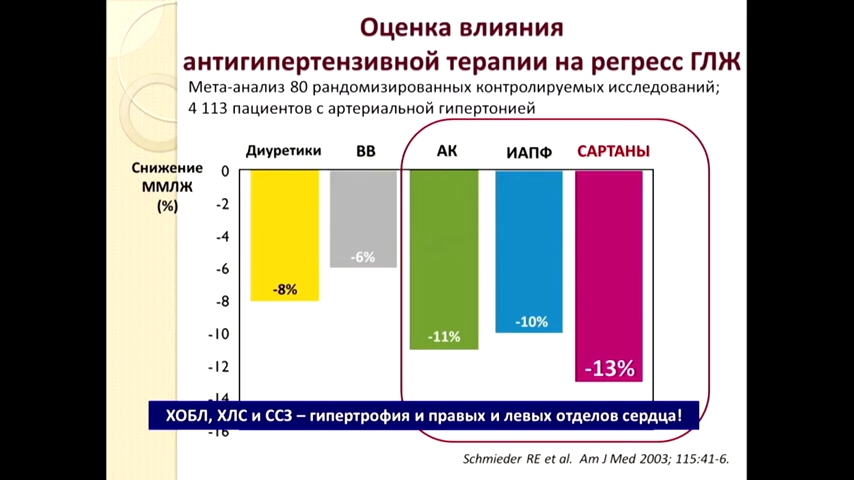 Оценка влияния
антигипертензивной терапии на регресс ГЛЖ
Мета-анализ 80 рандомизированных контролируемых исследований;
4 113 пациентов с артериальной гипертонией
Диуретики ВВ АК ИАПФ САРТАНЫ
Снижение
ММЛЖ
(%)
0
-2
-4
-6
-8
-10
-12
-14
-16
-8%
-6%
-11%
-10%
-13%
ХОБЛ, ХЛС и ССЗ – гипертрофия и правых и левых отделов сердца!
Schmieder RE et al. Am J Med 2003; 115:41-6.